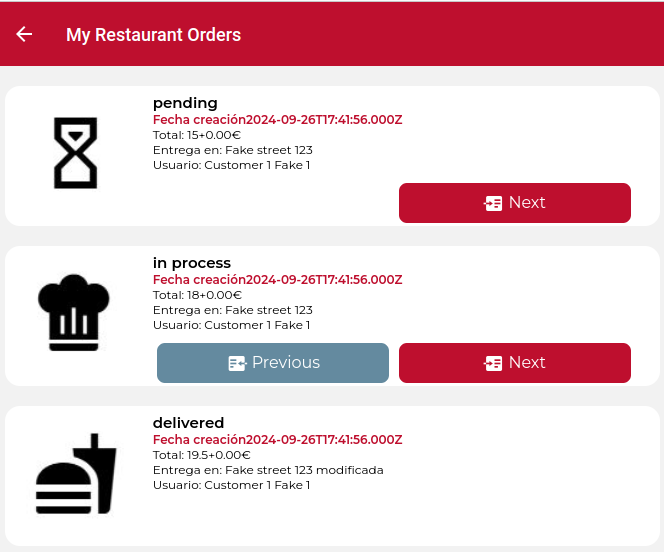 My Restaurant Orders
pending
Fecha creación2024-09-26T17:41:56.000Z
Total: 15+0.00€
Entrega en: Fake street 123
Usuario: Customer 1 Fake 1
Next
in process
Fecha creación2024-09-26T17:41:56.000Z
Total: 18+0.00€
Entrega en: Fake street 123
Usuario: Customer 1 Fake 1
Previous
Next
delivered
Fecha creación2024-09-26T17:41:56.000Z
Total: 19.5+0.00€
Entrega en: Fake street 123 modificada
Usuario: Customer 1 Fake 1